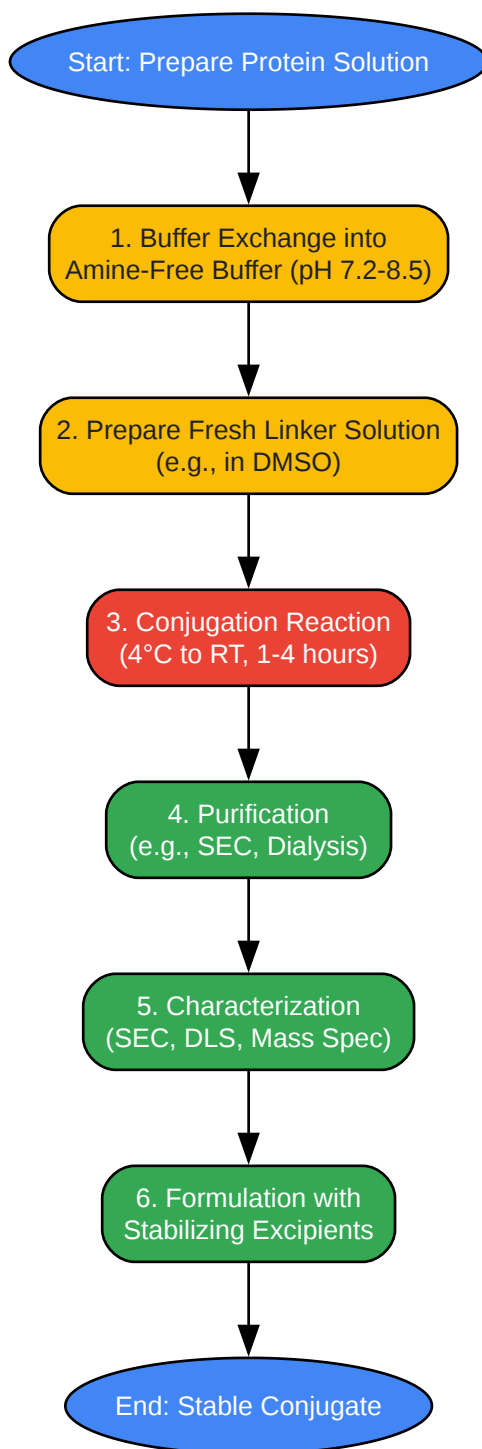 Start: Prepare Protein Solution
1. Buffer Exchange into
Amine-Free Buffer (pH 7.2-8.5)
2. Prepare Fresh Linker Solution
(e.g., in DMSO)
3. Conjugation Reaction
(4°C to RT, 1-4 hours)
4. Purification
(e.g., SEC, Dialysis)
5. Characterization
(SEC, DLS, Mass Spec)
6. Formulation with
Stabilizing Excipients
End: Stable Conjugate